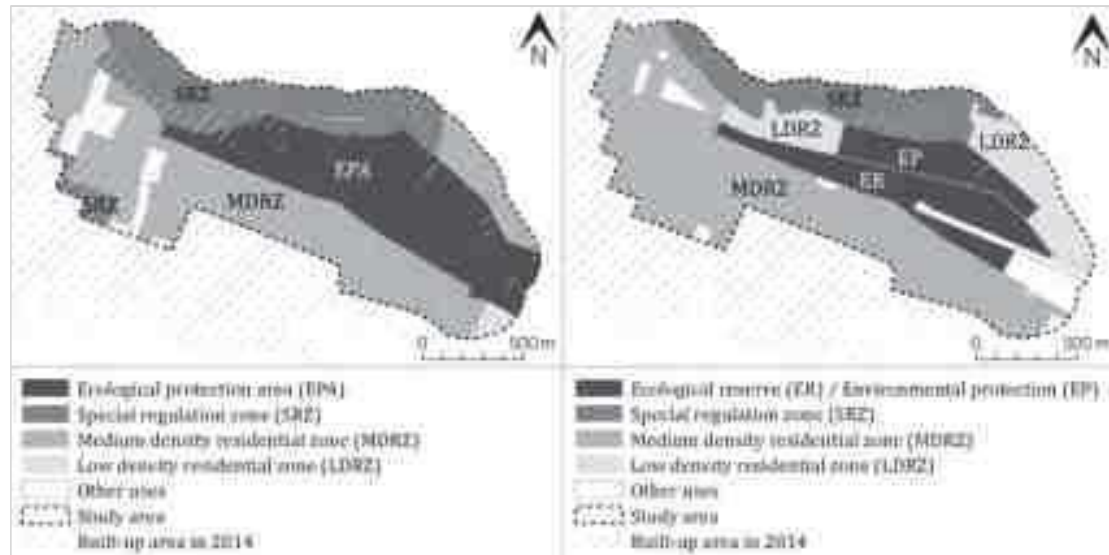 N
SRZ
EPA
SRZ
MDRZ
0 300 m
Ecological protection area (EPA)
Special regulation zone (SRZ)
Medium density residential zone (MDRZ)
Low density residential zone (LDRZ)
Other uses
Study area
Built-up area in 2014
N
SRZ
LDRZ
LDRZ
EP
ER
MDRZ
0 300 m
Ecological reserve (ER) / Environmental protection (EP)
Special regulation zone (SRZ)
Medium density residential zone (MDRZ)
Low density residential zone (LDRZ)
Other uses
Study area
Built-up area in 2014